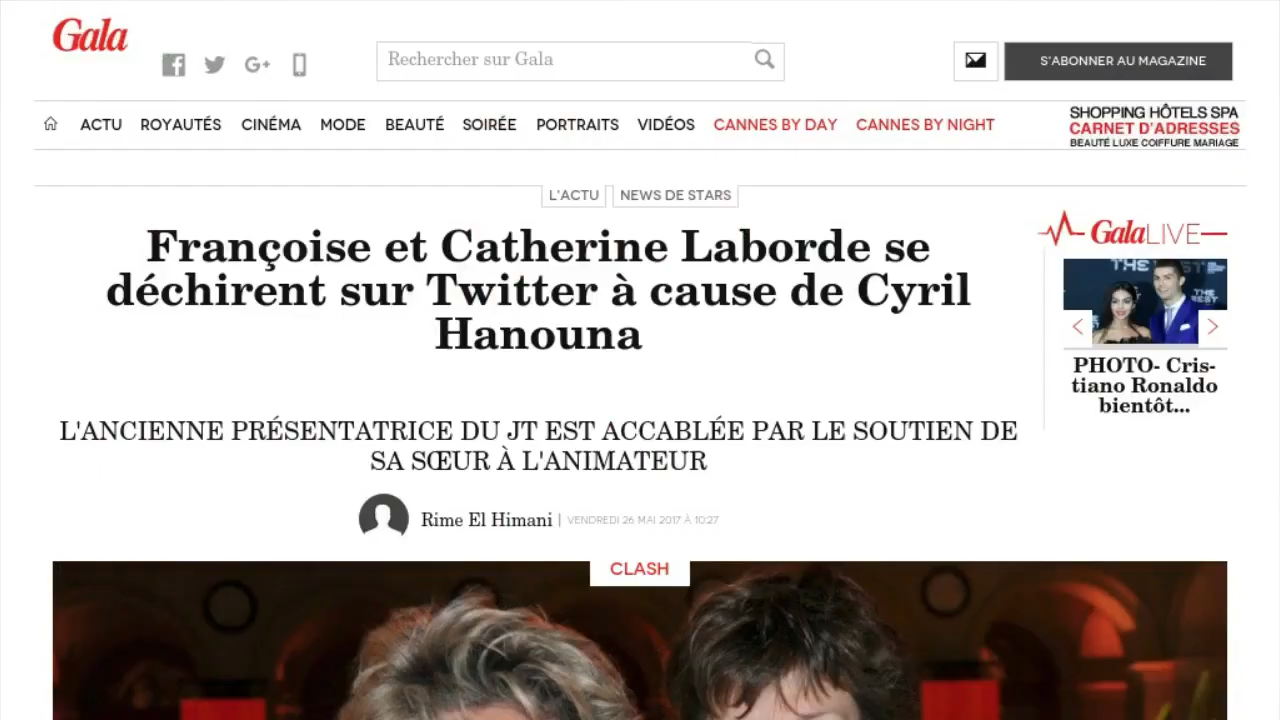 Gala
Rechercher sur Gala
S'ABONNER AU MAGAZINE
ACTU ROYAUTÉS CINÉMA MODE BEAUTÉ SOIRÉE PORTRAITS VIDÉOS CANNES BY DAY CANNES BY NIGHT
SHOPPING HÔTELS SPA
CARNET D'ADRESSES
BEAUTÉ LUXE COIFFURE MARIAGE
L'ACTU NEWS DE STARS
Françoise et Catherine Laborde se
déchirent sur Twitter à cause de Cyril
Hanouna
L'ANCIENNE PRÉSENTATRICE DU JT EST ACCABLÉE PAR LE SOUTIEN DE
SA SŒUR À L'ANIMATEUR
Rime El Himani | VENDREDI 26 MAI 2017 À 10:27
CLASH
Gala LIVE
PHOTO- Cris-
tiano Ronaldo
bientôt...